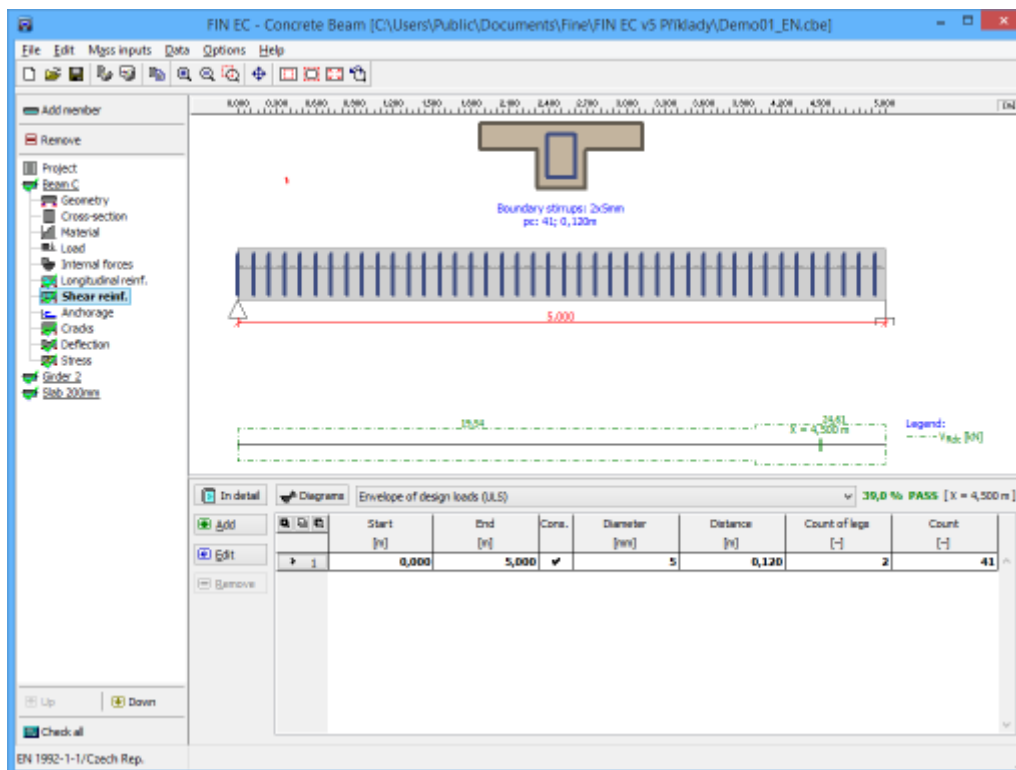 FIN EC - Concrete Beam [C:\Users\Public\Documents\Fine\FIN EC v5 Příklady\Demo01_EN.cbe]
File Edit Mass inputs Data Options Help
Add member
Remove
Project
Beam C
Geometry
Cross-section
Material
Load
Internal forces
Longitudinal reinf.
Shear reinf.
Anchorage
Cracks
Deflection
Stress
Girder 2
Slab 200mm
Up Down
Check all
Boundary stirrups: 2x5mm
pc: 41; 0,120m
5,000
24,61
X = 4,500 m
Legend:
VRdc [kN]
In detail Diagrams Envelope of design loads (ULS) 39,0 % PASS [X = 4,500 m]
Add
Edit
Remove
Start End Cons. Diameter Distance Count of legs Count
[m] [m] [mm] [m] [--] [--]
1 0,000 5,000 ✔ 5 0,120 2 41
EN 1992-1-1/Czech Rep.